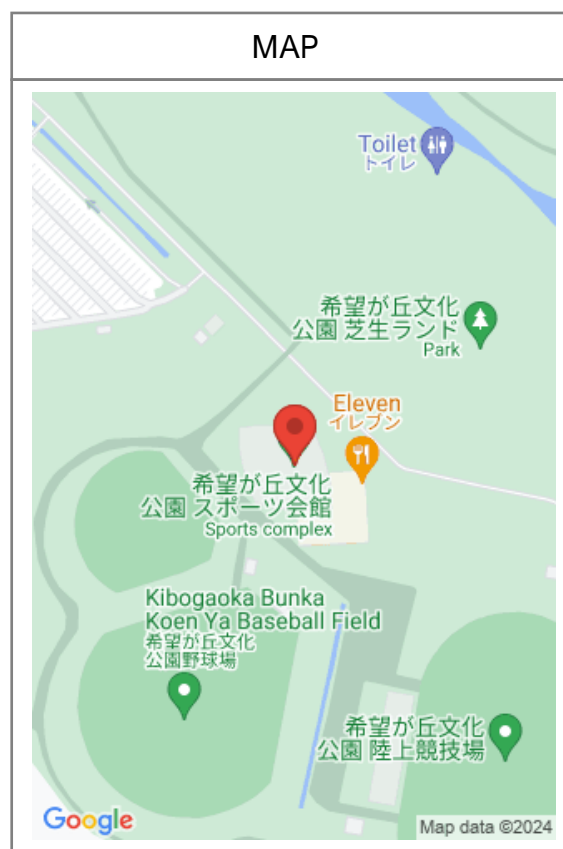 MAP
Toilet
トイレ
希望が丘文化
公園 芝生ランド
Park
Eleven
イレブン
希望が丘文化
公園 スポーツ会館
Sports complex
Kibogaoka Bunka
Koen Ya Baseball Field
希望が丘文化
公園野球場
希望が丘文化
公園 陸上競技場
Google
Map data ©2024